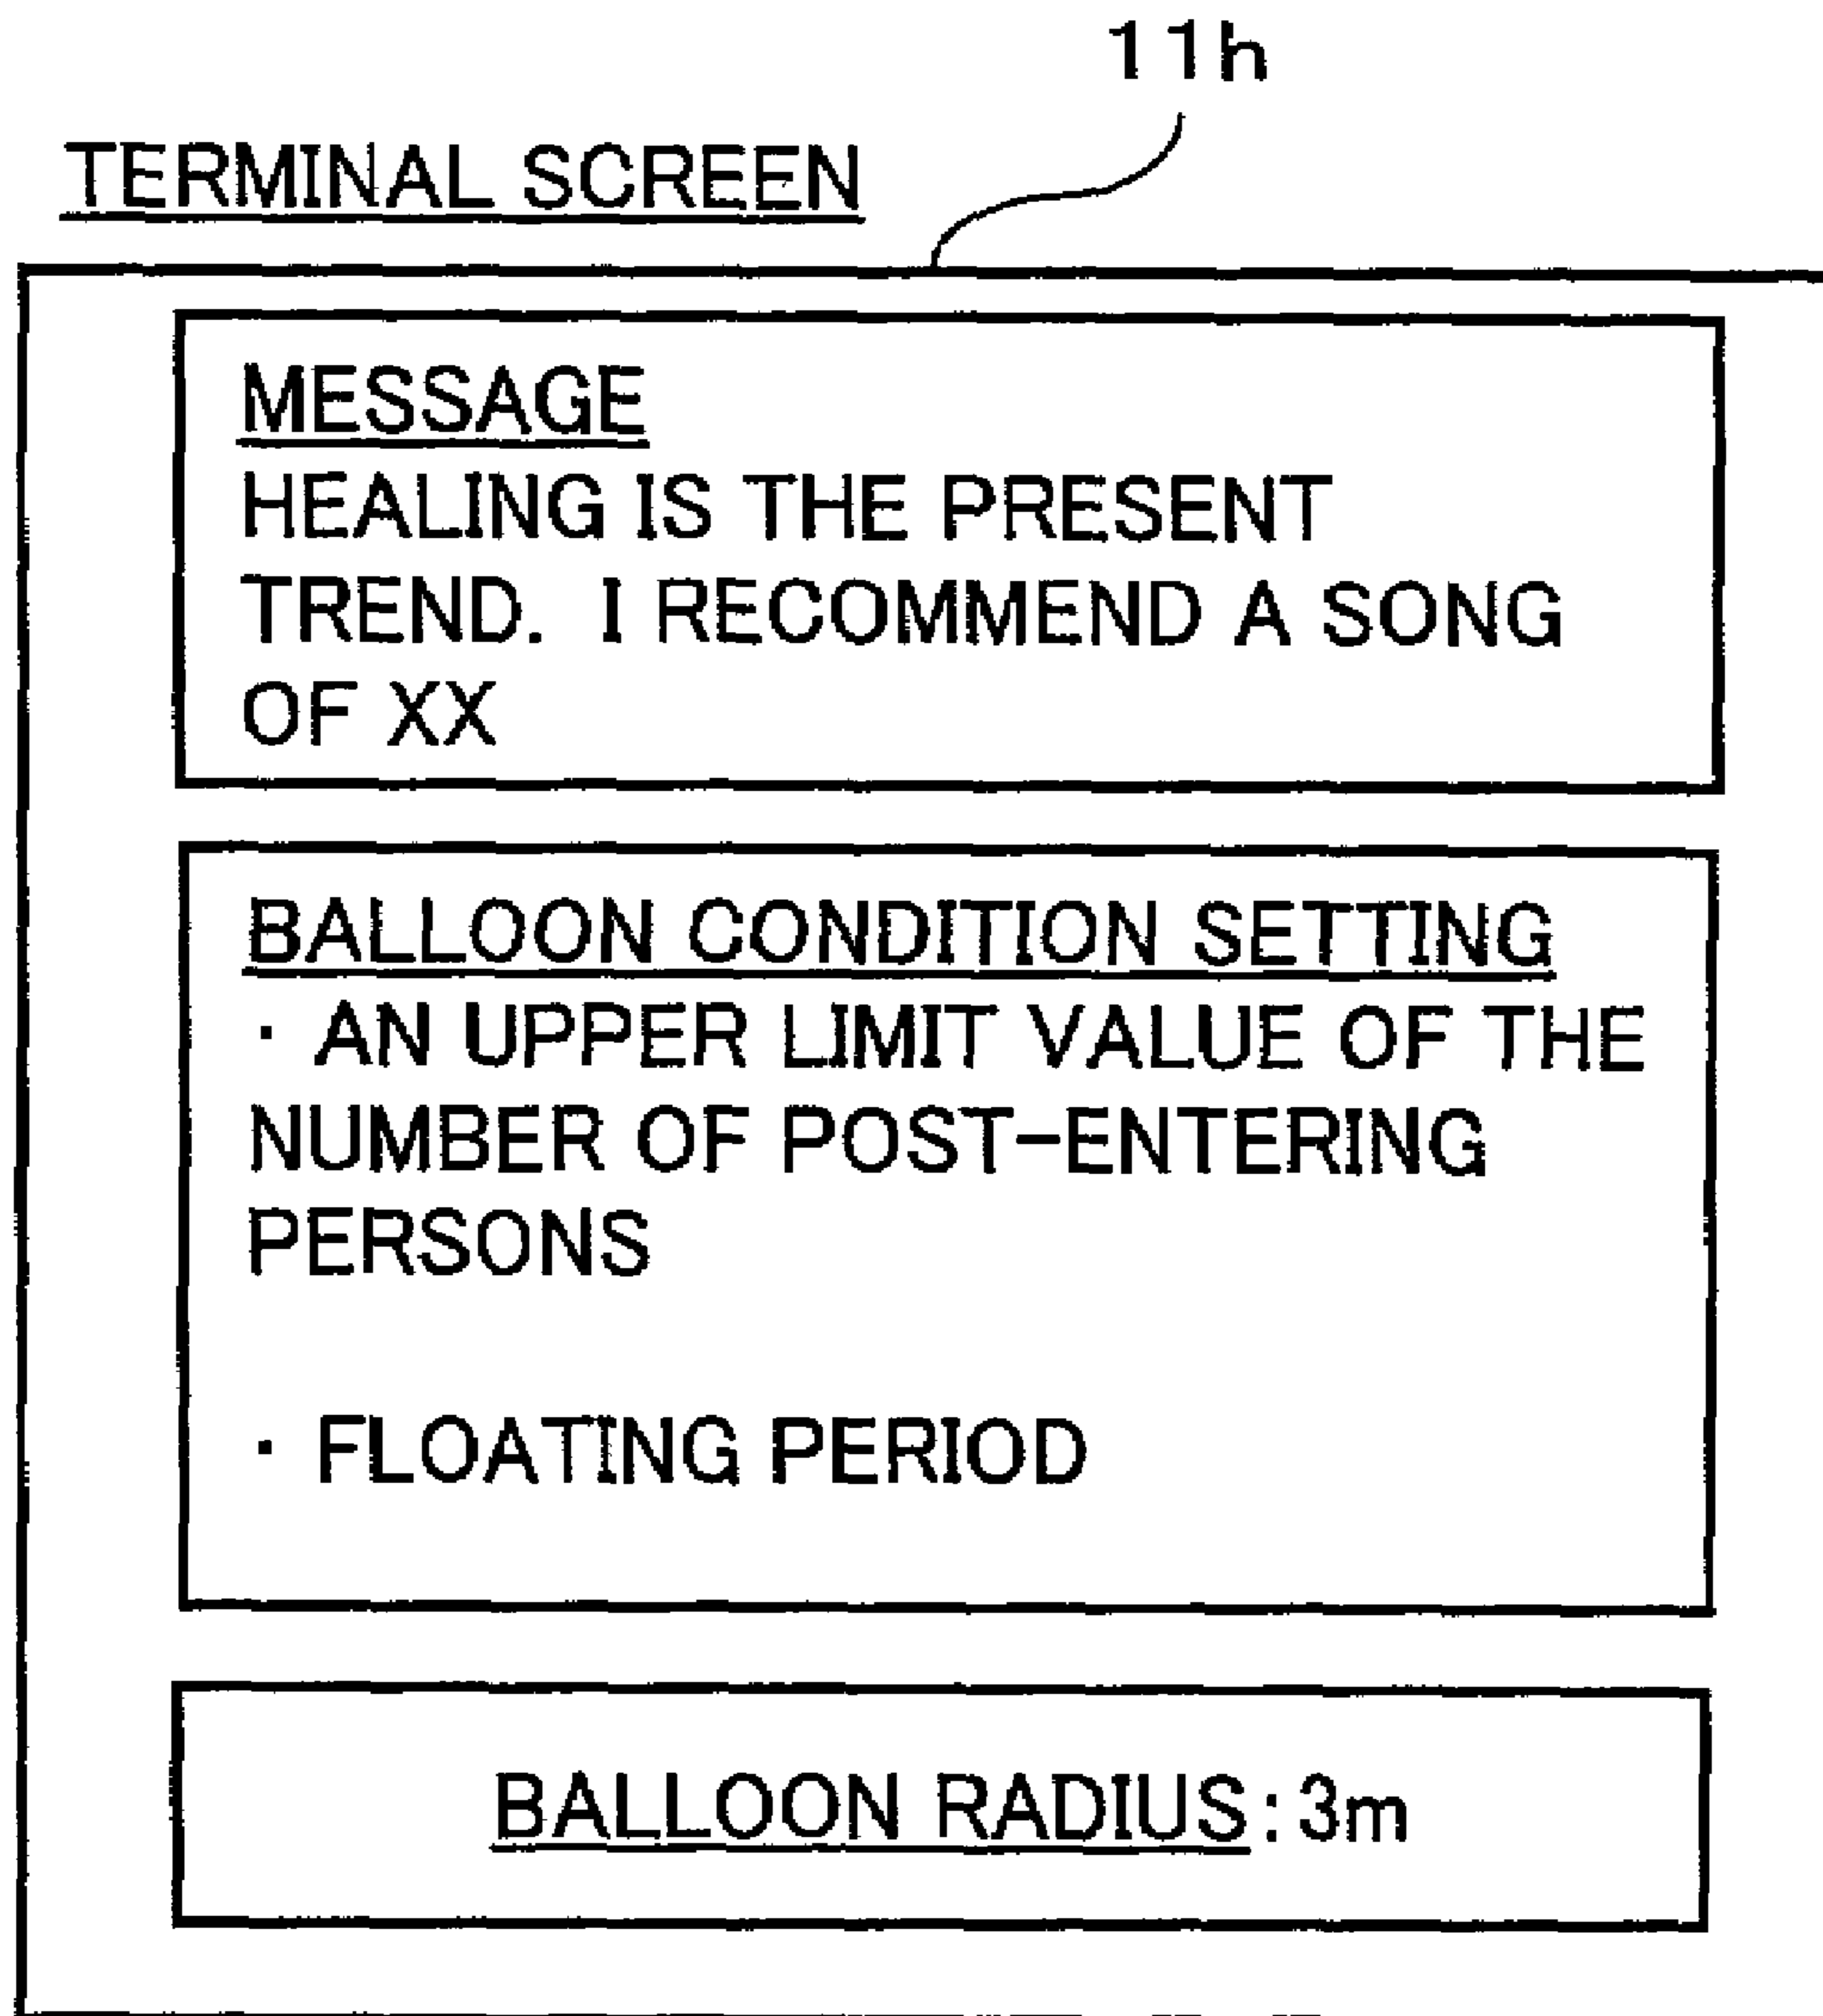 11h
TERMINAL SCREEN
MESSAGE
HEALING IS THE PRESENT
TREND. I RECOMMEND A SONG
OF XX
BALLOON CONDITION SETTING
・AN UPPER LIMIT VALUE OF THE
NUMBER OF POST-ENTERING
PERSONS
・FLOATING PERIOD
BALLOON RADIUS:3m